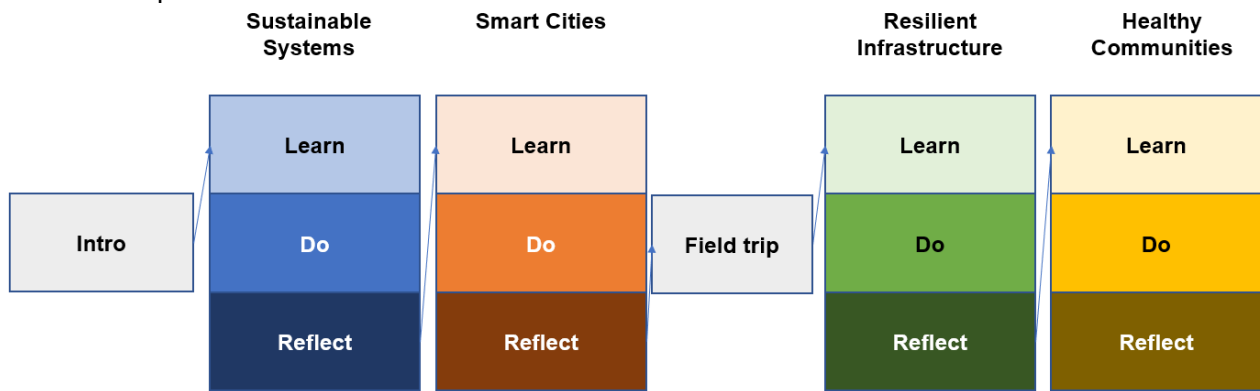 Sustainable
Systems
Smart Cities
Resilient
Infrastructure
Healthy
Communities
Learn
Learn
Learn
Learn
Intro
Do
Do
Field trip
Do
Do
Reflect
Reflect
Reflect
Reflect